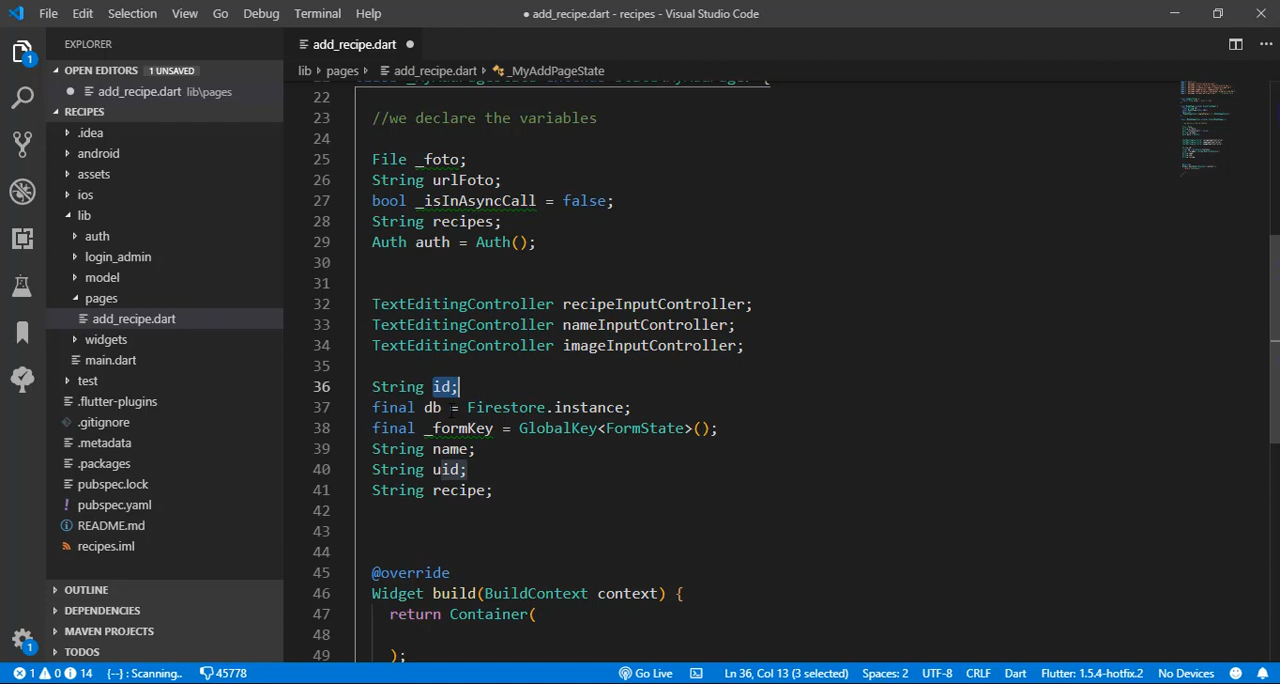 File Edit Selection View Go Debug Terminal Help
● add_recipe.dart - recipes - Visual Studio Code
EXPLORER
add_recipe.dart ●
OPEN EDITORS 1 UNSAVED
● add_recipe.dart lib\pages
lib › pages › add_recipe.dart › _MyAddPageState
RECIPES
.idea
android
assets
ios
lib
auth
login_admin
model
pages
add_recipe.dart
widgets
main.dart
test
.flutter-plugins
.gitignore
.metadata
.packages
pubspec.lock
pubspec.yaml
README.md
recipes.iml
OUTLINE
DEPENDENCIES
MAVEN PROJECTS
TODOS
22
23 //we declare the variables
24
25 File _foto;
26 String urlFoto;
27 bool _isInAsyncCall = false;
28 String recipes;
29 Auth auth = Auth();
30
31
32 TextEditingController recipeInputController;
33 TextEditingController nameInputController;
34 TextEditingController imageInputController;
35
36 String id;
37 final db = Firestore.instance;
38 final _formKey = GlobalKey<FormState>();
39 String name;
40 String uid;
41 String recipe;
42
43
44
45 @override
46 Widget build(BuildContext context) {
47 return Container(
48
49 );
1 0 14 {--} : Scanning.. 45778 Go Live Ln 36, Col 13 (3 selected) Spaces: 2 UTF-8 CRLF Dart Flutter: 1.5.4-hotfix.2 No Devices